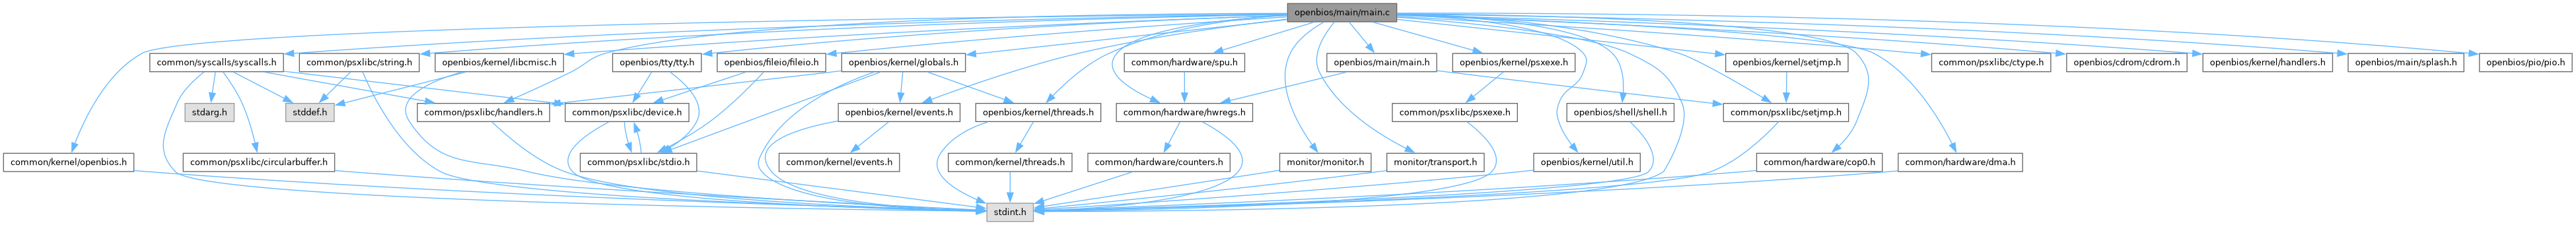 openbios/main/main.c
common/syscalls/syscalls.h
common/psxlibc/string.h
openbios/kernel/libcmisc.h
openbios/tty/tty.h
openbios/fileio/fileio.h
openbios/kernel/globals.h
common/hardware/spu.h
openbios/main/main.h
openbios/kernel/psxexe.h
openbios/kernel/setjmp.h
common/psxlibc/ctype.h
openbios/cdrom/cdrom.h
openbios/kernel/handlers.h
openbios/main/splash.h
openbios/pio/pio.h
stdarg.h
stddef.h
common/psxlibc/handlers.h
common/psxlibc/device.h
openbios/kernel/events.h
openbios/kernel/threads.h
common/hardware/hwregs.h
common/psxlibc/psxexe.h
openbios/shell/shell.h
common/psxlibc/setjmp.h
common/kernel/openbios.h
common/psxlibc/circularbuffer.h
common/psxlibc/stdio.h
common/kernel/events.h
common/kernel/threads.h
common/hardware/counters.h
monitor/monitor.h
monitor/transport.h
openbios/kernel/util.h
common/hardware/cop0.h
common/hardware/dma.h
stdint.h